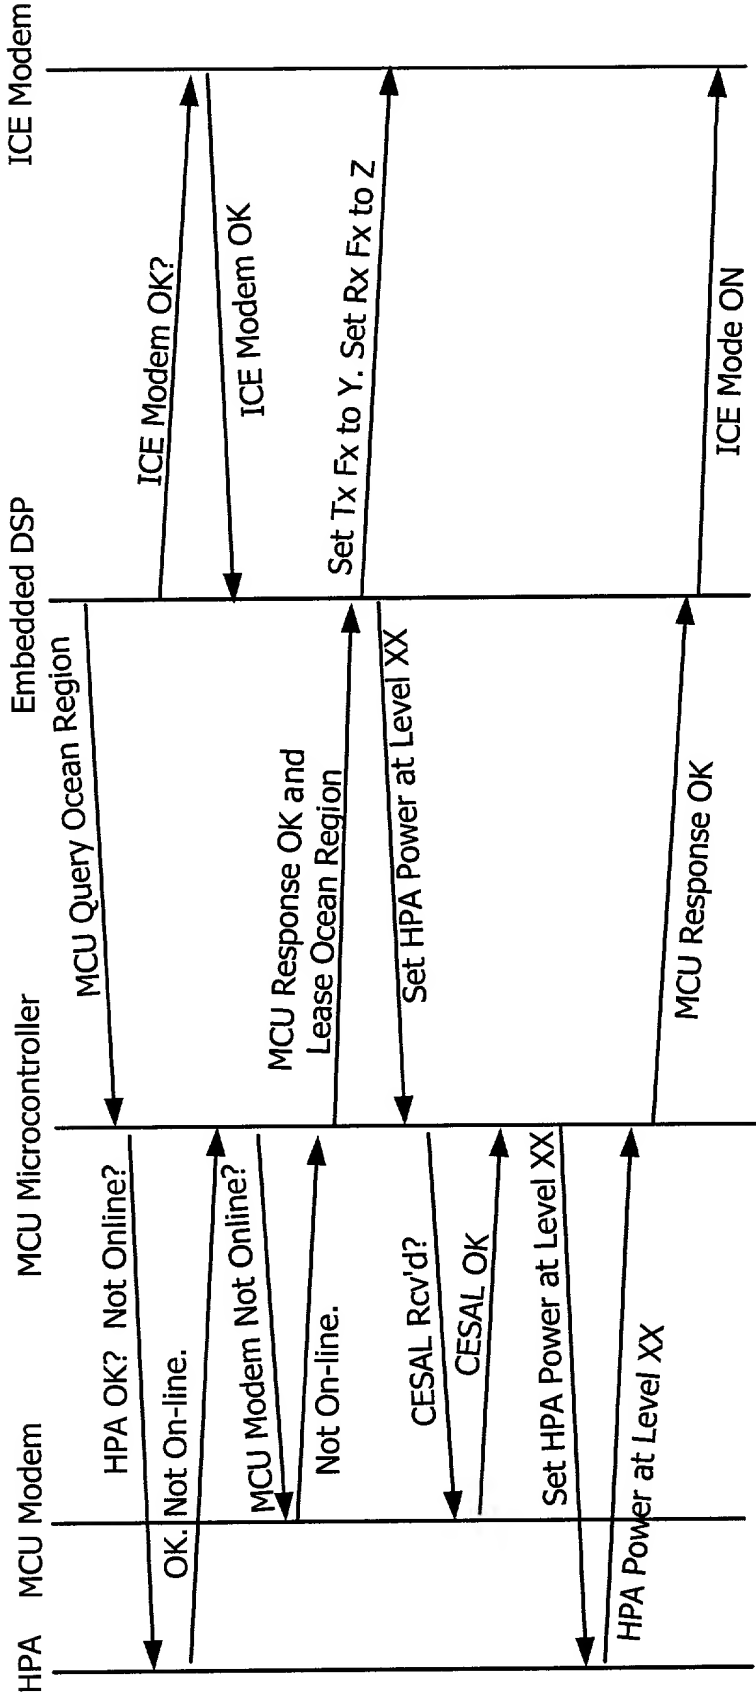 HPA
MCU Modem
MCU Microcontroller
Embedded DSP
ICE Modem
MCU Query Ocean Region
HPA OK?  Not Online?
ICE Modem OK?
OK. Not On-line.
ICE Modem OK
MCU Modem Not Online?
Not On-line.
MCU Response OK and
Lease Ocean Region
Set Tx Fx to Y. Set Rx Fx to Z
Set HPA Power at Level XX
CESAL Rcv'd?
CESAL OK
Set HPA Power at Level XX
HPA Power at Level XX
MCU Response OK
ICE Mode ON